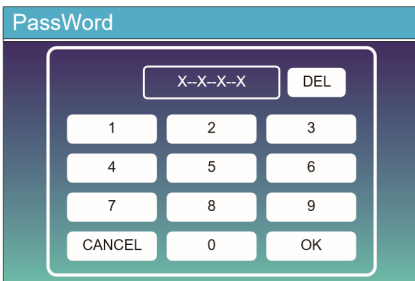 PassWord
X--X--X--X DEL
1 2 3
4 5 6
7 8 9
CANCEL 0 OK